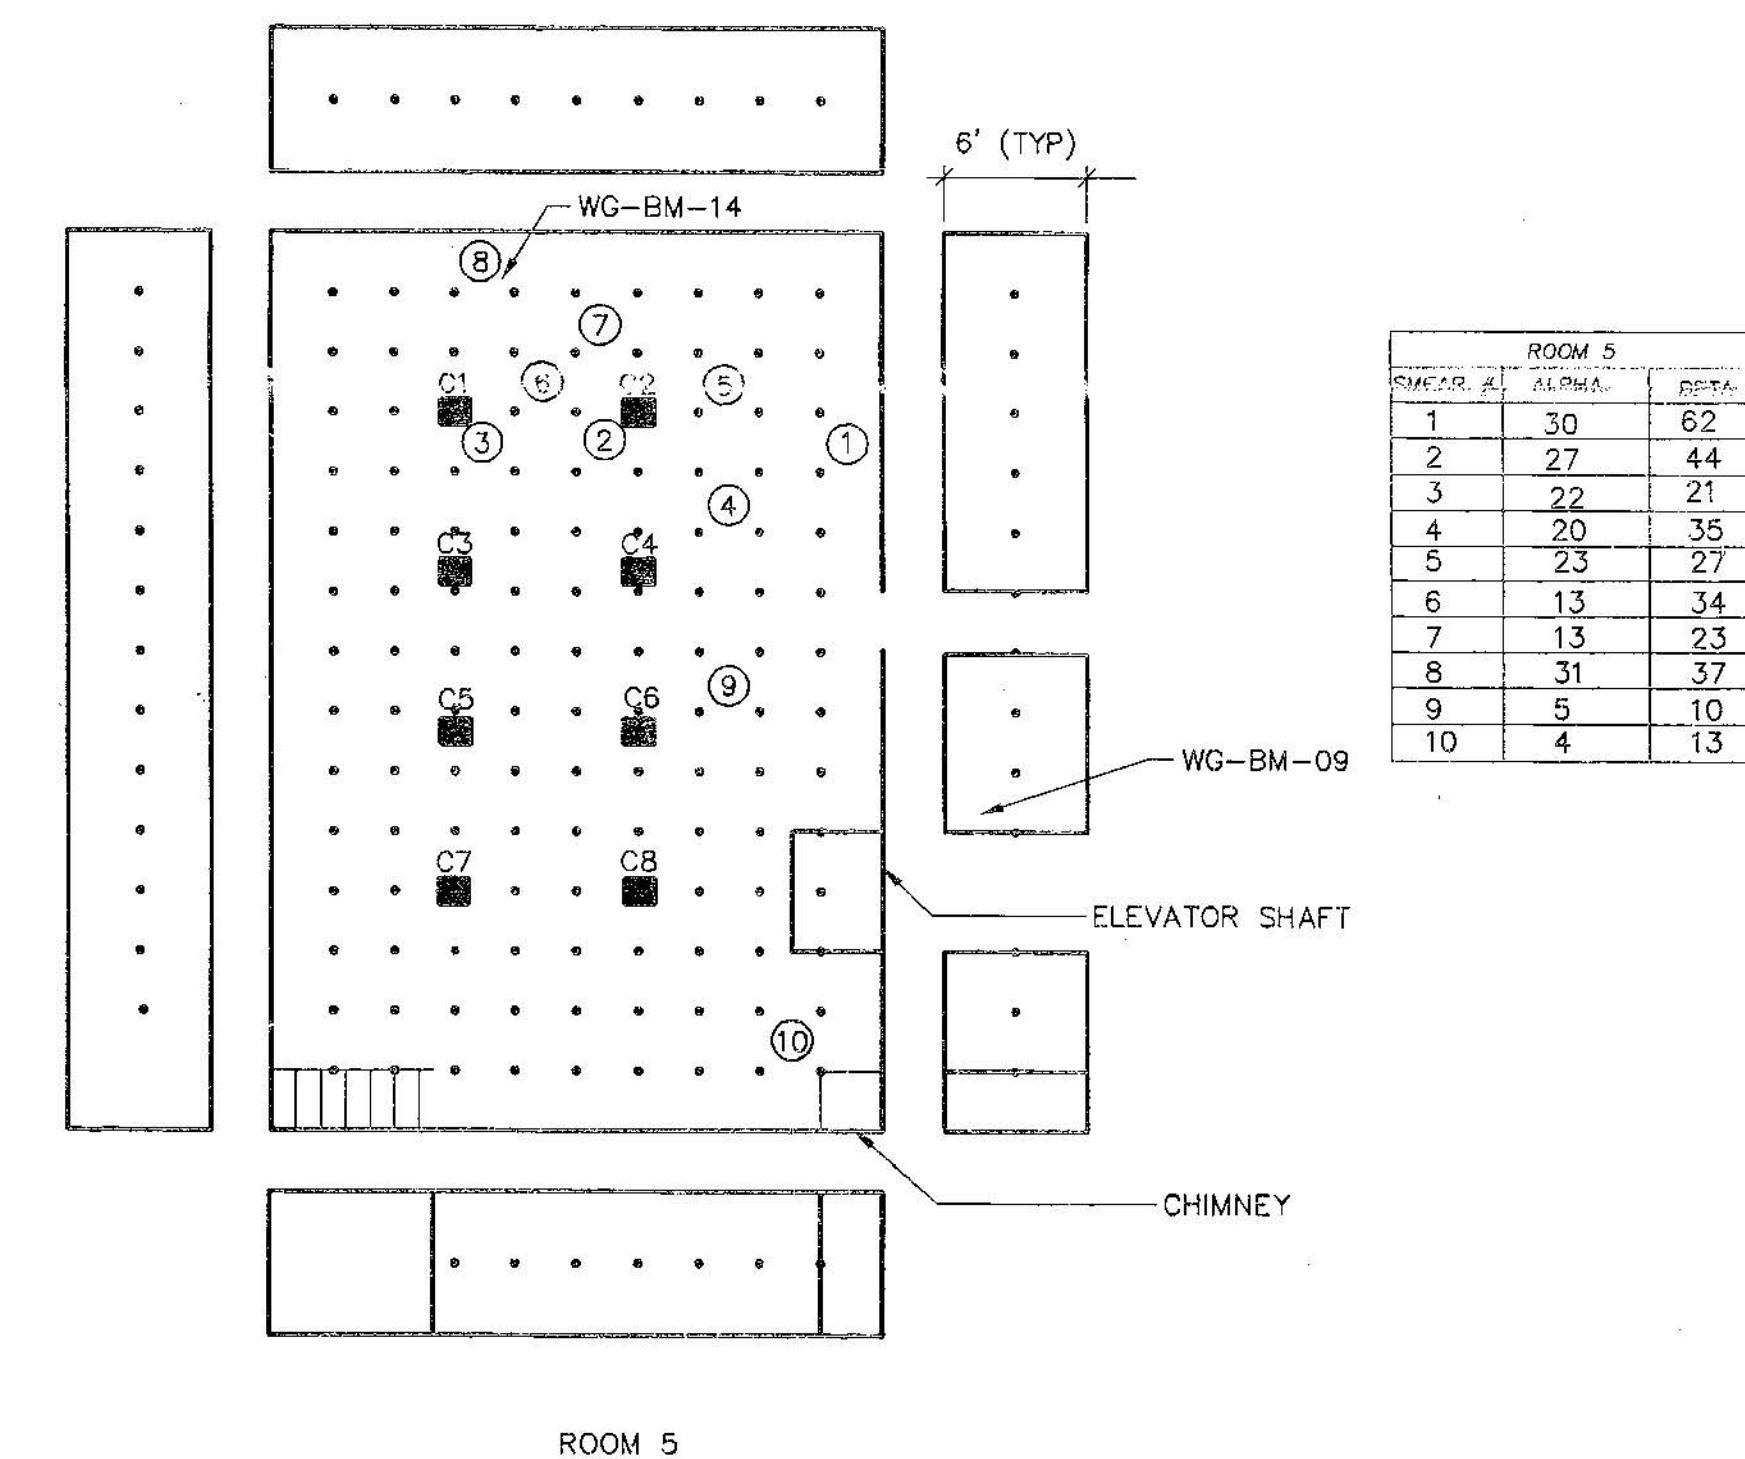 6' (TYP)
WG-BM-14
8
7
C1
6
C2
5
3
2
1
4
C3
C4
9
C5
C6
WG-BM-09
C7
C8
ELEVATOR SHAFT
10
CHIMNEY
ROOM 5
ROOM 5
SMEAR # ALPHA BETA
1 30 62
2 27 44
3 22 21
4 20 35
5 23 27
6 13 34
7 13 23
8 31 37
9 5 10
10 4 13